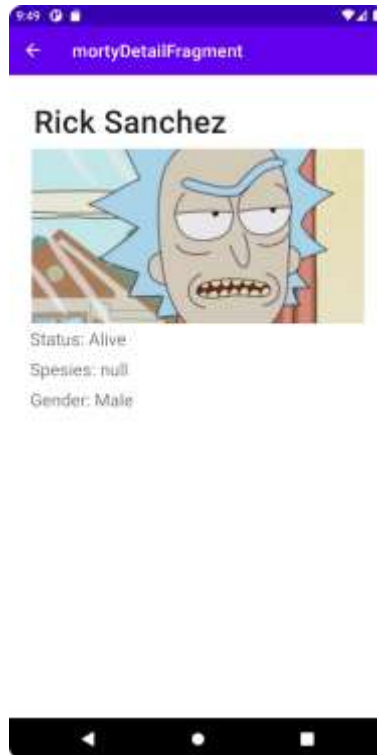 9:49
mortyDetailFragment
Rick Sanchez
Status: Alive
Spesies: null
Gender: Male